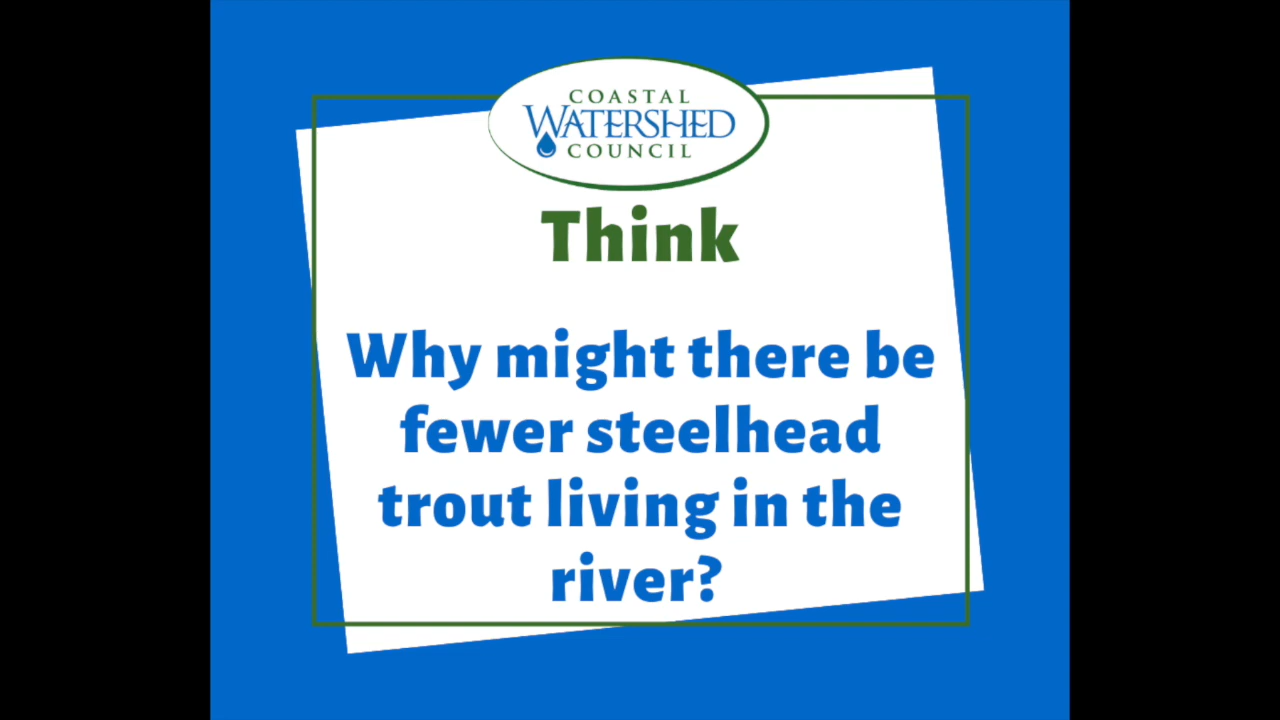 COASTAL
WATERSHED
COUNCIL
Think
Why might there be
fewer steelhead
trout living in the
river?